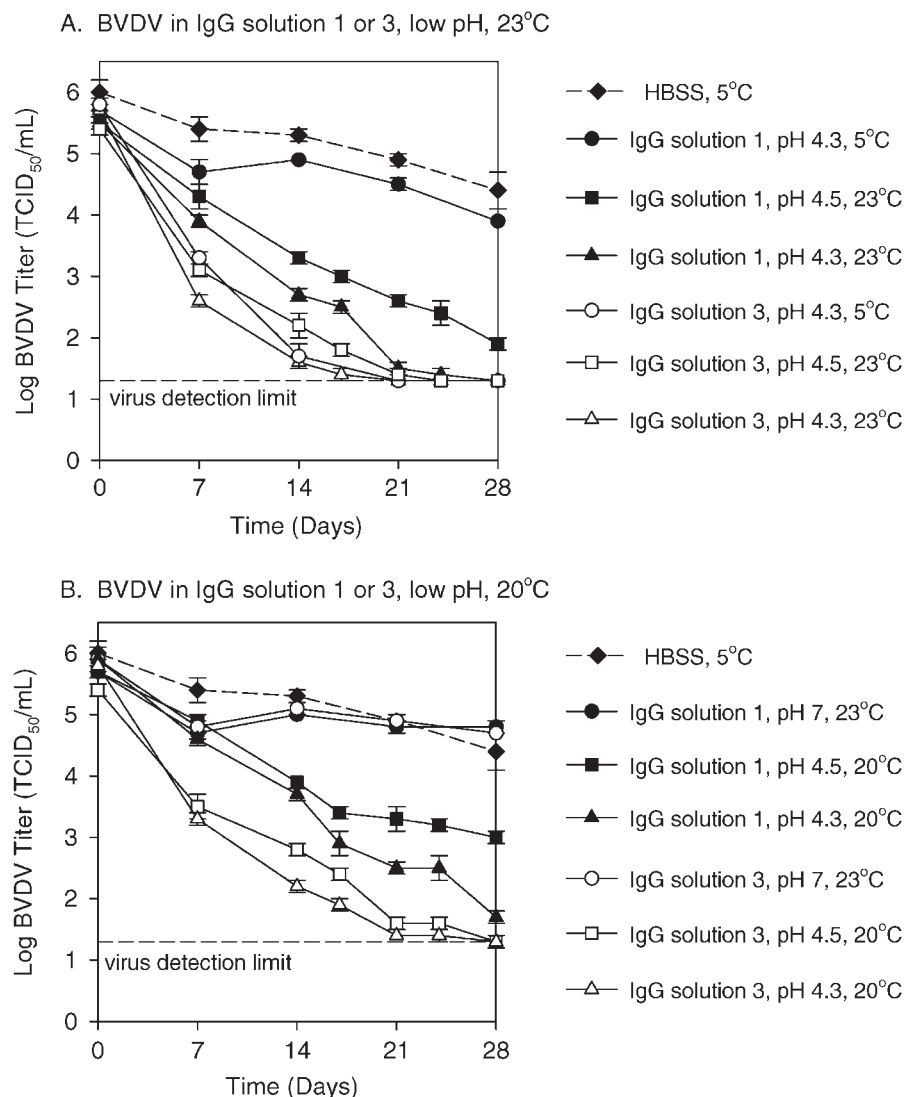 A. BVDV in IgG solution 1 or 3, low pH, 23°C
Log BVDV Titer (TCID50/mL)
6
5
4
3
2
1
0
virus detection limit
0 7 14 21 28
Time (Days)
HBSS, 5°C
IgG solution 1, pH 4.3, 5°C
IgG solution 1, pH 4.5, 23°C
IgG solution 1, pH 4.3, 23°C
IgG solution 3, pH 4.3, 5°C
IgG solution 3, pH 4.5, 23°C
IgG solution 3, pH 4.3, 23°C
B. BVDV in IgG solution 1 or 3, low pH, 20°C
Log BVDV Titer (TCID50/mL)
6
5
4
3
2
1
0
virus detection limit
0 7 14 21 28
Time (Days)
HBSS, 5°C
IgG solution 1, pH 7, 23°C
IgG solution 1, pH 4.5, 20°C
IgG solution 1, pH 4.3, 20°C
IgG solution 3, pH 7, 23°C
IgG solution 3, pH 4.5, 20°C
IgG solution 3, pH 4.3, 20°C